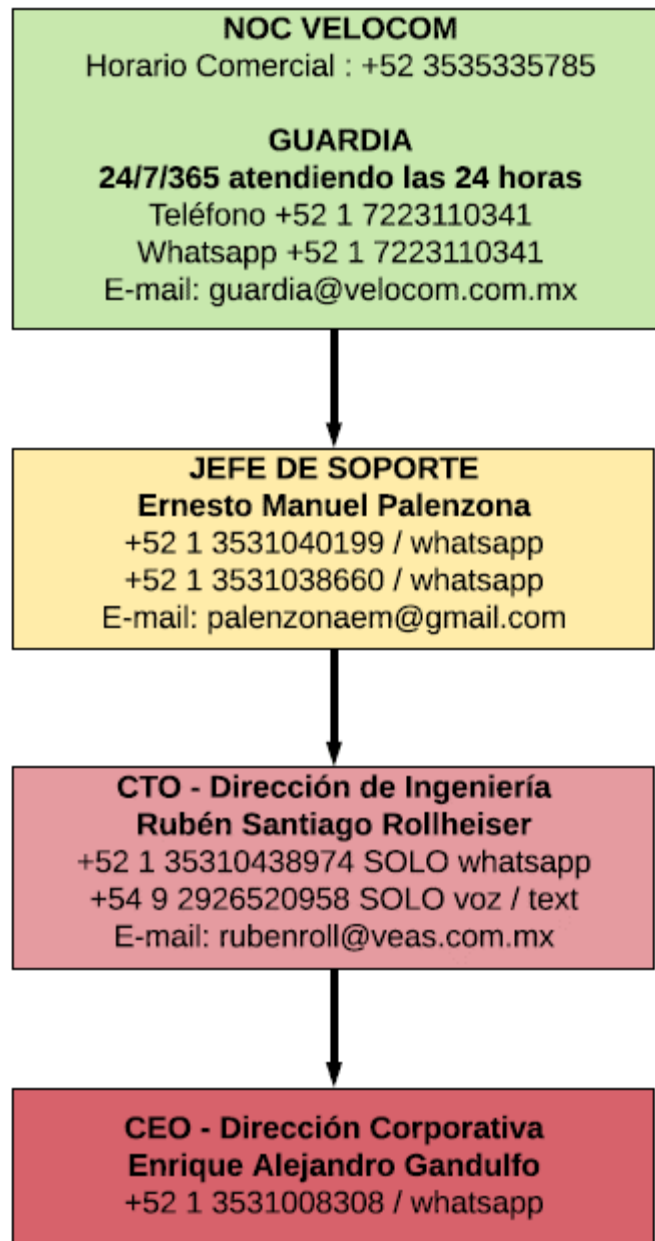 NOC VELOCOM
Horario Comercial : +52 3535335785
GUARDIA
24/7/365 atendiendo las 24 horas
Teléfono +52 1 7223110341
Whatsapp +52 1 7223110341
E-mail: guardia@velocom.com.mx
JEFE DE SOPORTE
Ernesto Manuel Palenzona
+52 1 3531040199 / whatsapp
+52 1 3531038660 / whatsapp
E-mail: palenzonaem@gmail.com
CTO - Dirección de Ingeniería
Rubén Santiago Rollheiser
+52 1 35310438974 SOLO whatsapp
+54 9 2926520958 SOLO voz / text
E-mail: rubenroll@veas.com.mx
CEO - Dirección Corporativa
Enrique Alejandro Gandulfo
+52 1 3531008308 / whatsapp